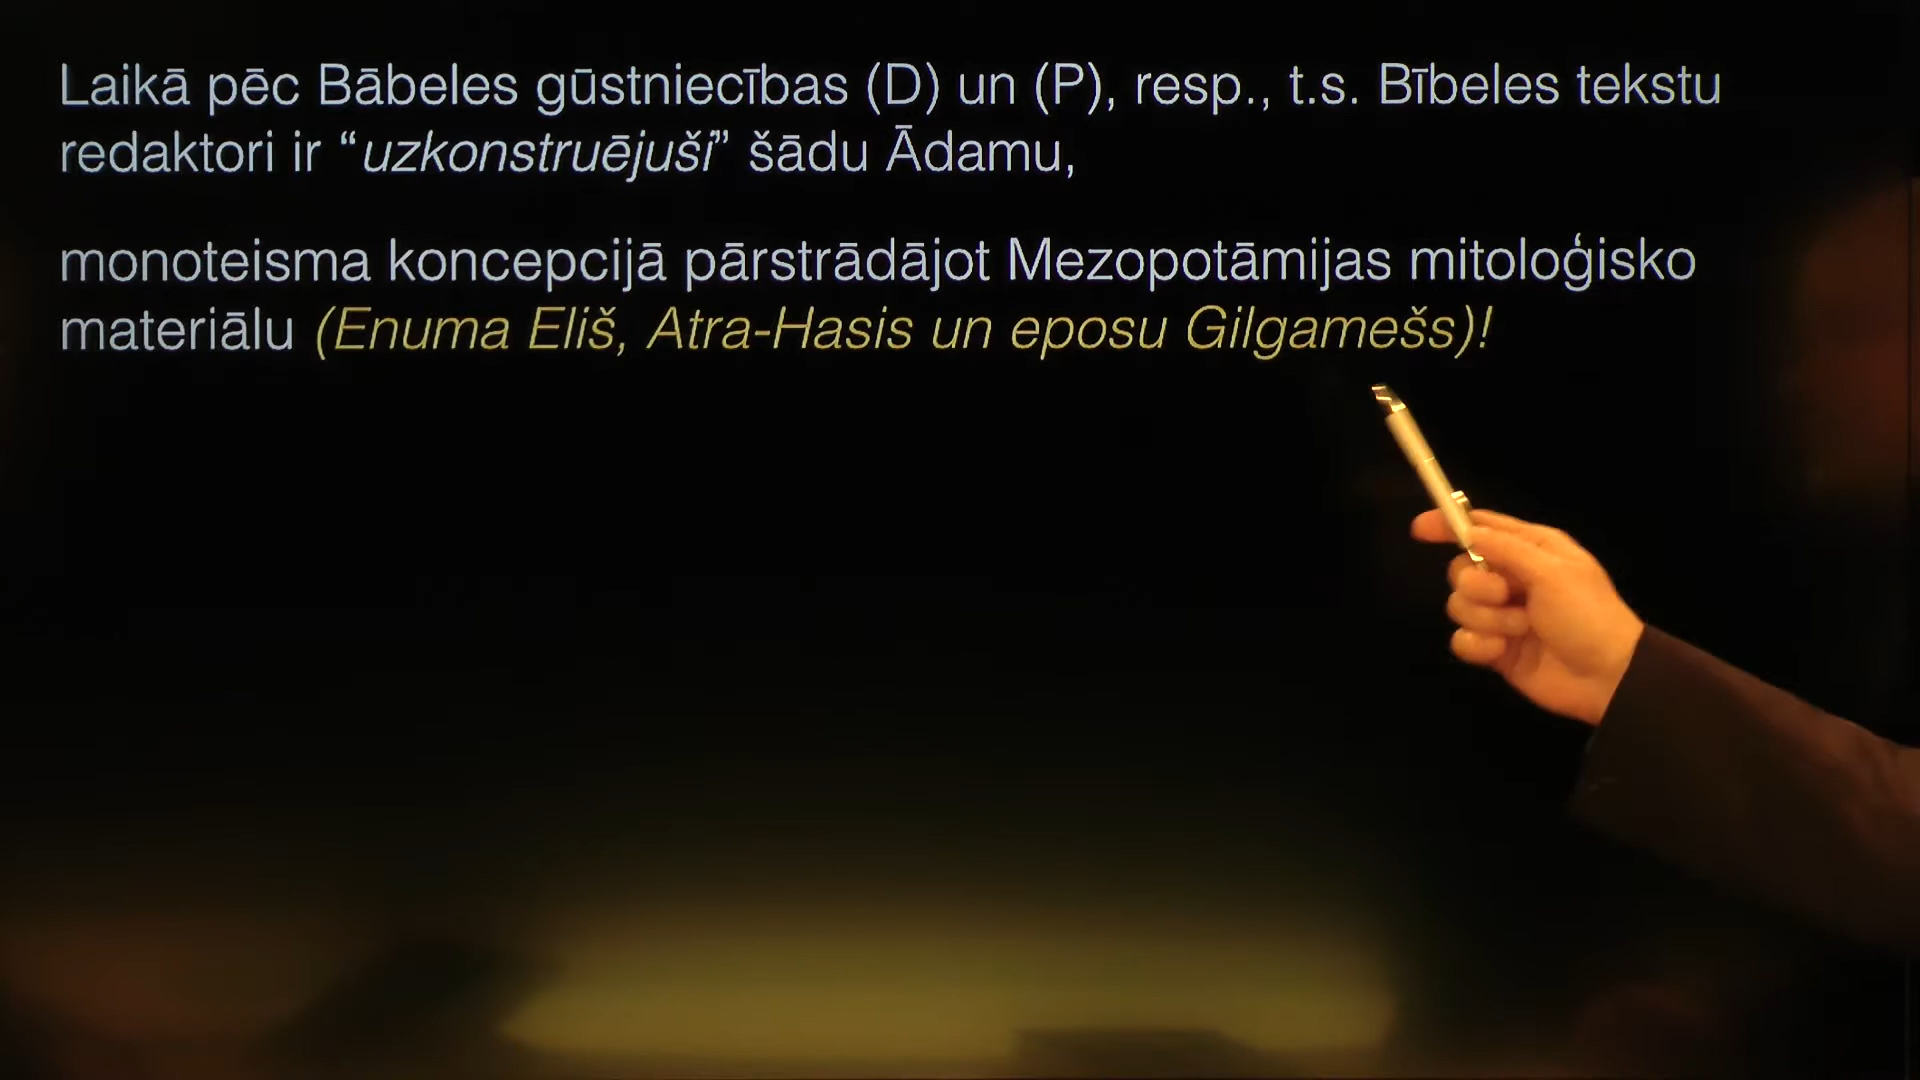 Laikā pēc Bābeles gūstniecības (D) un (P), resp., t.s. Bībeles tekstu
redaktori ir “uzkonstruējuši” šādu Ādamu,
monoteisma koncepcijā pārstrādājot Mezopotāmijas mitoloģisko
materiālu (Enuma Eliš, Atra-Hasis un eposu Gilgamešs)!